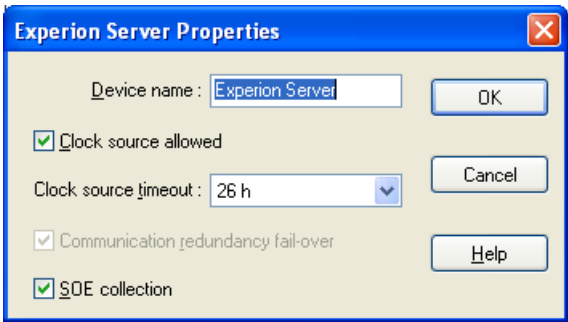 Experion Server Properties
Device name : Experion Server
OK
Clock source allowed
Clock source timeout : 26 h
Cancel
Communication redundancy fail-over
Help
SOE collection